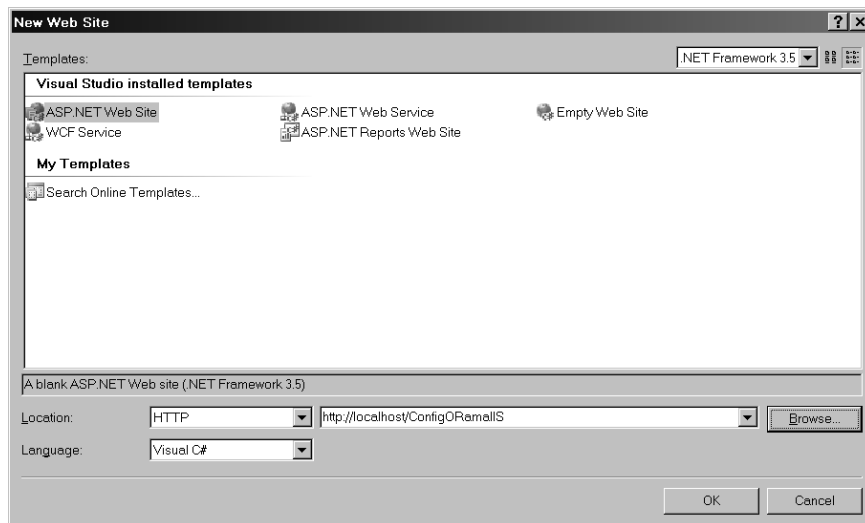 New Web Site
Templates:
.NET Framework 3.5
Visual Studio installed templates
ASP.NET Web Site
ASP.NET Web Service
Empty Web Site
WCF Service
ASP.NET Reports Web Site
My Templates
Search Online Templates...
A blank ASP.NET Web site (.NET Framework 3.5)
Location:
HTTP
http://localhost/ConfigORamaIIS
Browse...
Language:
Visual C#
OK
Cancel